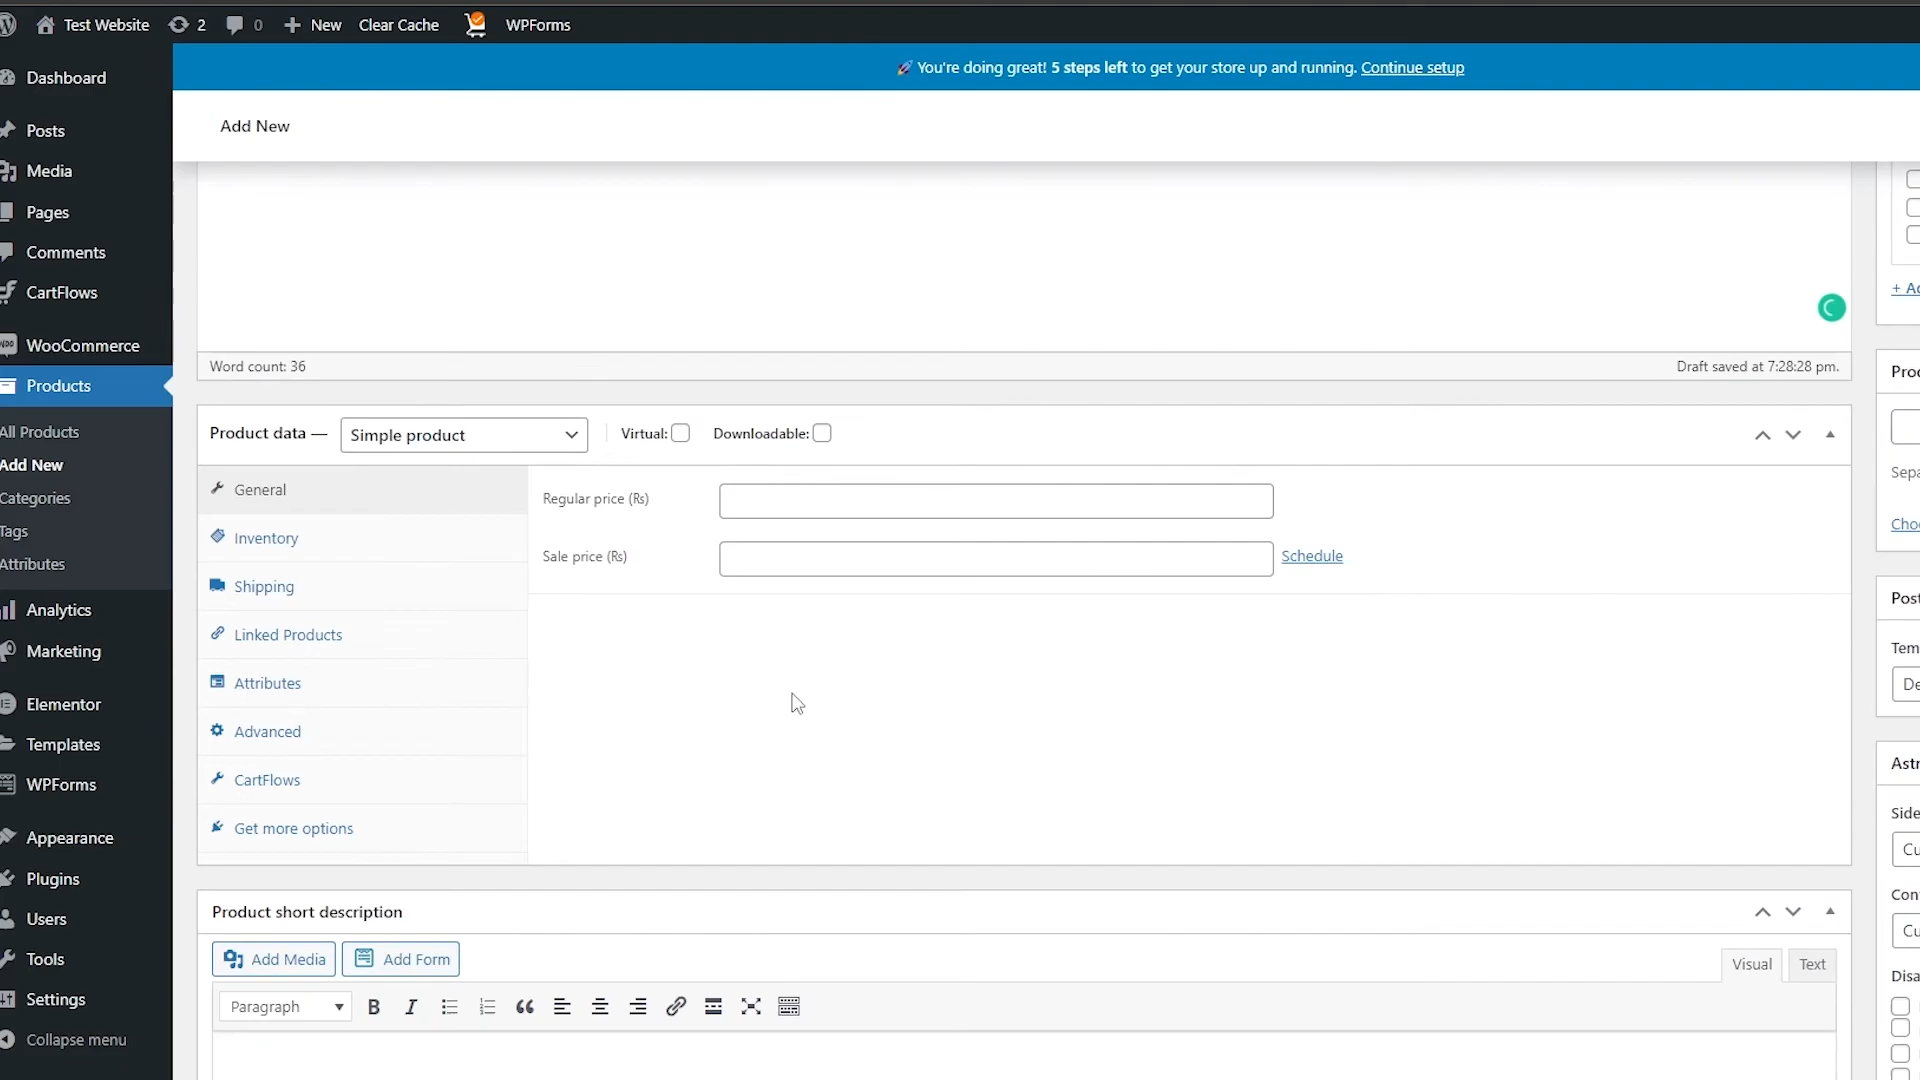 Test Website 2 0 New Clear Cache WPForms
🚀 You're doing great! 5 steps left to get your store up and running. Continue setup
Dashboard
Posts
Media
Pages
Comments
CartFlows
WooCommerce
Products
All Products
Add New
Categories
Tags
Attributes
Analytics
Marketing
Elementor
Templates
WPForms
Appearance
Plugins
Users
Tools
Settings
Collapse menu
Add New
Word count: 36
Draft saved at 7:28:28 pm.
Product data —
Simple product
Virtual:
Downloadable:
General
Inventory
Shipping
Linked Products
Attributes
Advanced
CartFlows
Get more options
Regular price (₨)
Sale price (₨)
Schedule
Product short description
Add Media
Add Form
Visual
Text
Paragraph
B I